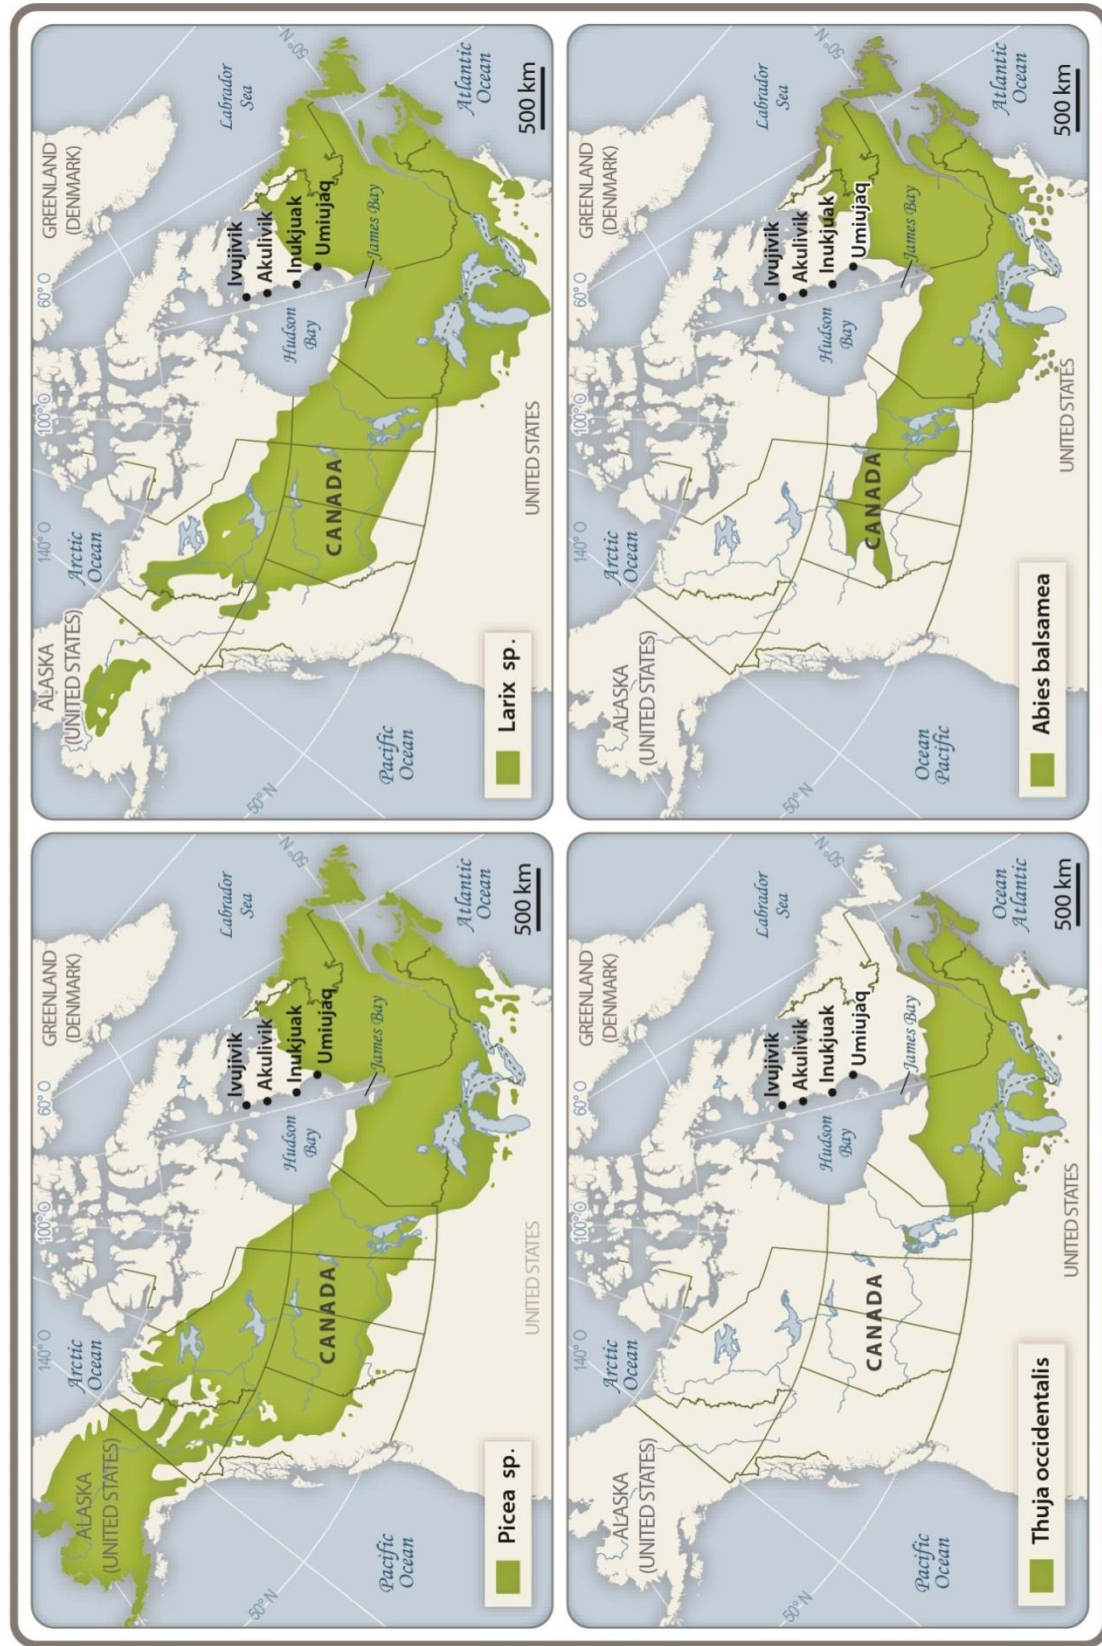 ALASKA
(UNITED STATES)
140° O
Arctic
Ocean
100° O
60° O
GREENLAND
(DENMARK)
Labrador
Sea
50° N
Ivujivik
Akulivik
Inukjuak
Umiujaq
Hudson
Bay
James Bay
CANADA
50° N
Pacific
Ocean
UNITED STATES
Atlantic
Ocean
Picea sp.
500 km
ALASKA
(UNITED STATES)
140° O
Arctic
Ocean
100° O
60° O
GREENLAND
(DENMARK)
Labrador
Sea
50° N
Ivujivik
Akulivik
Inukjuak
Umiujaq
Hudson
Bay
James Bay
CANADA
50° N
Pacific
Ocean
UNITED STATES
Atlantic
Ocean
Larix sp.
500 km
ALASKA
(UNITED STATES)
140° O
Arctic
Ocean
100° O
60° O
GREENLAND
(DENMARK)
Labrador
Sea
50° N
Ivujivik
Akulivik
Inukjuak
Umiujaq
Hudson
Bay
James Bay
CANADA
50° N
Pacific
Ocean
UNITED STATES
Ocean
Atlantic
Thuja occidentalis
500 km
ALASKA
(UNITED STATES)
140° O
Arctic
Ocean
100° O
60° O
GREENLAND
(DENMARK)
Labrador
Sea
50° N
Ivujivik
Akulivik
Inukjuak
Umiujaq
Hudson
Bay
James Bay
CANADA
50° N
Ocean
Pacific
UNITED STATES
Atlantic
Ocean
Abies balsamea
500 km